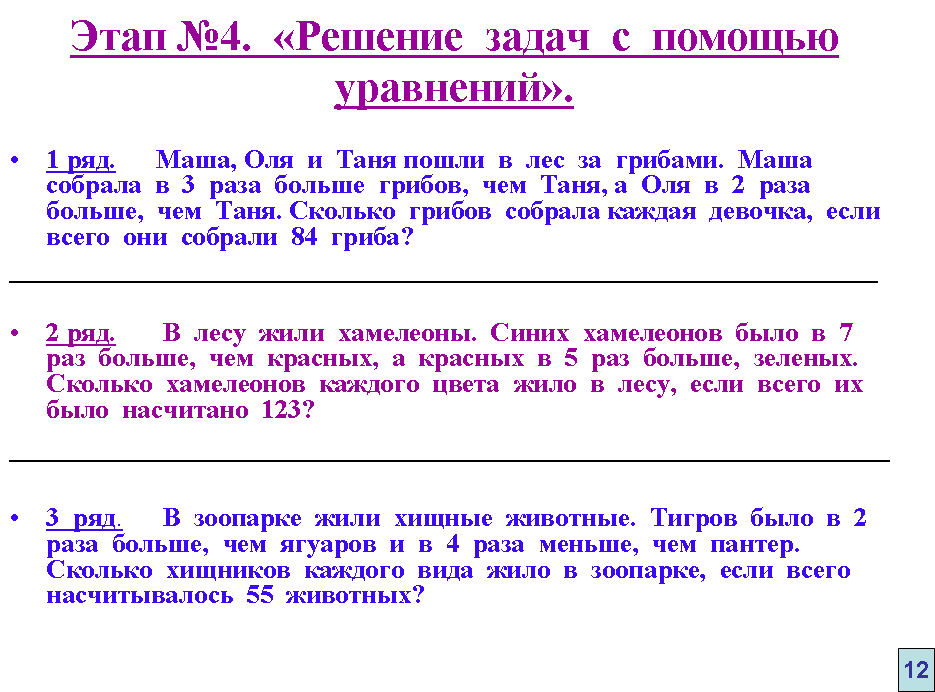 Этап №4. «Решение задач с помощью
уравнений».
• 1 ряд. Маша, Оля и Таня пошли в лес за грибами. Маша
собрала в 3 раза больше грибов, чем Таня, а Оля в 2 раза
больше, чем Таня. Сколько грибов собрала каждая девочка, если
всего они собрали 84 гриба?
• 2 ряд. В лесу жили хамелеоны. Синих хамелеонов было в 7
раз больше, чем красных, а красных в 5 раз больше, зеленых.
Сколько хамелеонов каждого цвета жило в лесу, если всего их
было насчитано 123?
• 3 ряд. В зоопарке жили хищные животные. Тигров было в 2
раза больше, чем ягуаров и в 4 раза меньше, чем пантер.
Сколько хищников каждого вида жило в зоопарке, если всего
насчитывалось 55 животных?
12